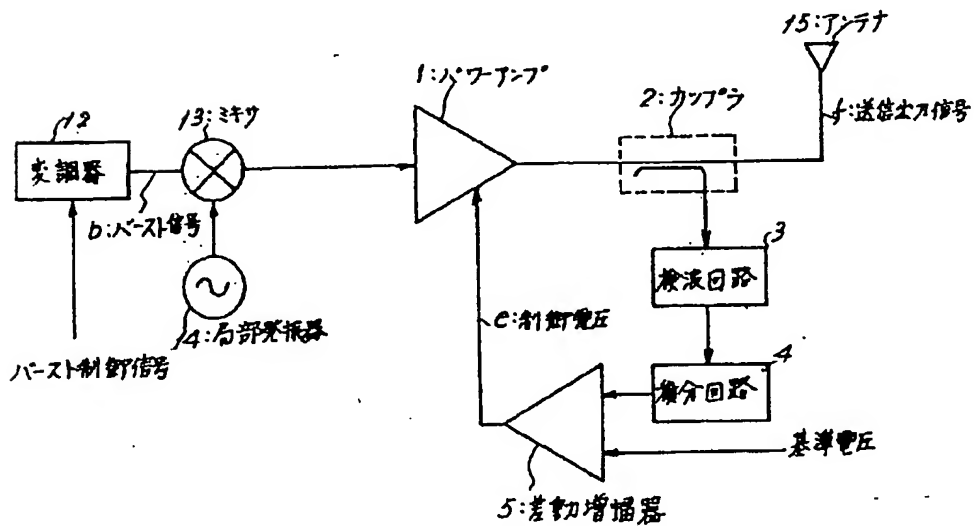 15:アンテナ
1:パワーアンプ
2:カップラ
f:送信出力信号
12
13:ミキサ
変調器
b:バースト信号
3
検波回路
14:局部発振器
e:制御電圧
バースト制御信号
4
積分回路
基準電圧
5:差動増幅器